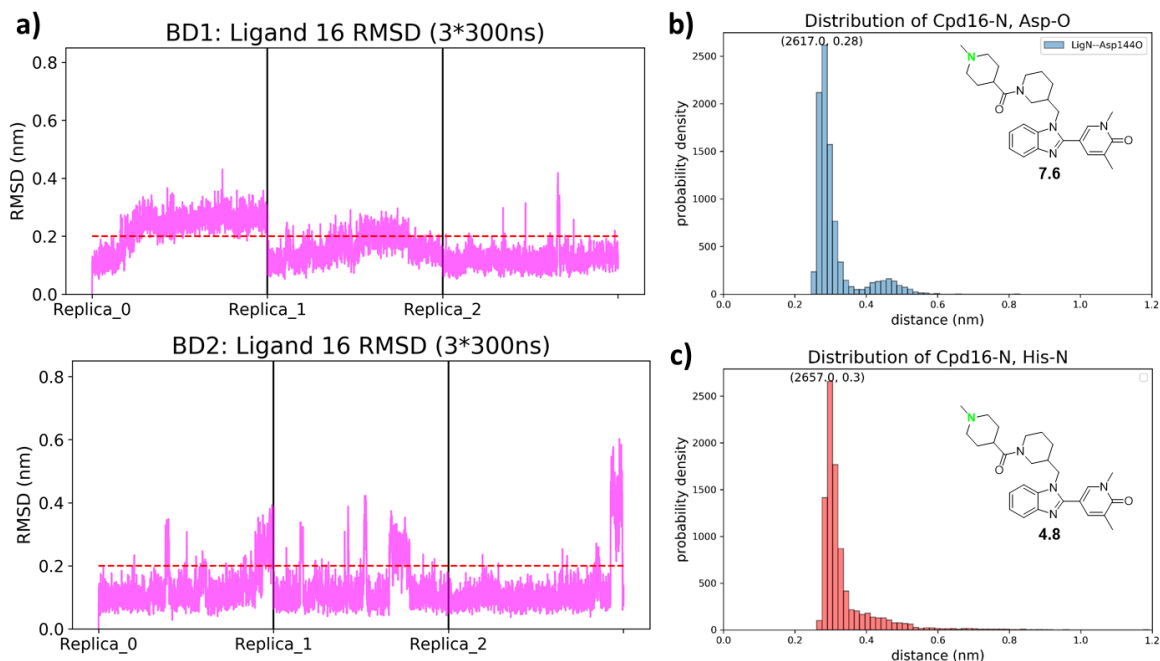 a)
BD1: Ligand 16 RMSD (3*300ns)
RMSD (nm)
0.8
0.6
0.4
0.2
0.0
Replica_0
Replica_1
Replica_2
BD2: Ligand 16 RMSD (3*300ns)
RMSD (nm)
0.8
0.6
0.4
0.2
0.0
Replica_0
Replica_1
Replica_2
b)
Distribution of Cpd16-N, Asp-O
(2617.0, 0.28)
LigN--Asp144O
probability density
2500
2000
1500
1000
500
0
0.0 0.2 0.4 0.6 0.8 1.0 1.2
distance (nm)
N
N
O
N
N
N
O
7.6
c)
Distribution of Cpd16-N, His-N
(2657.0, 0.3)
probability density
2500
2000
1500
1000
500
0
0.0 0.2 0.4 0.6 0.8 1.0 1.2
distance (nm)
N
N
O
N
N
N
O
4.8